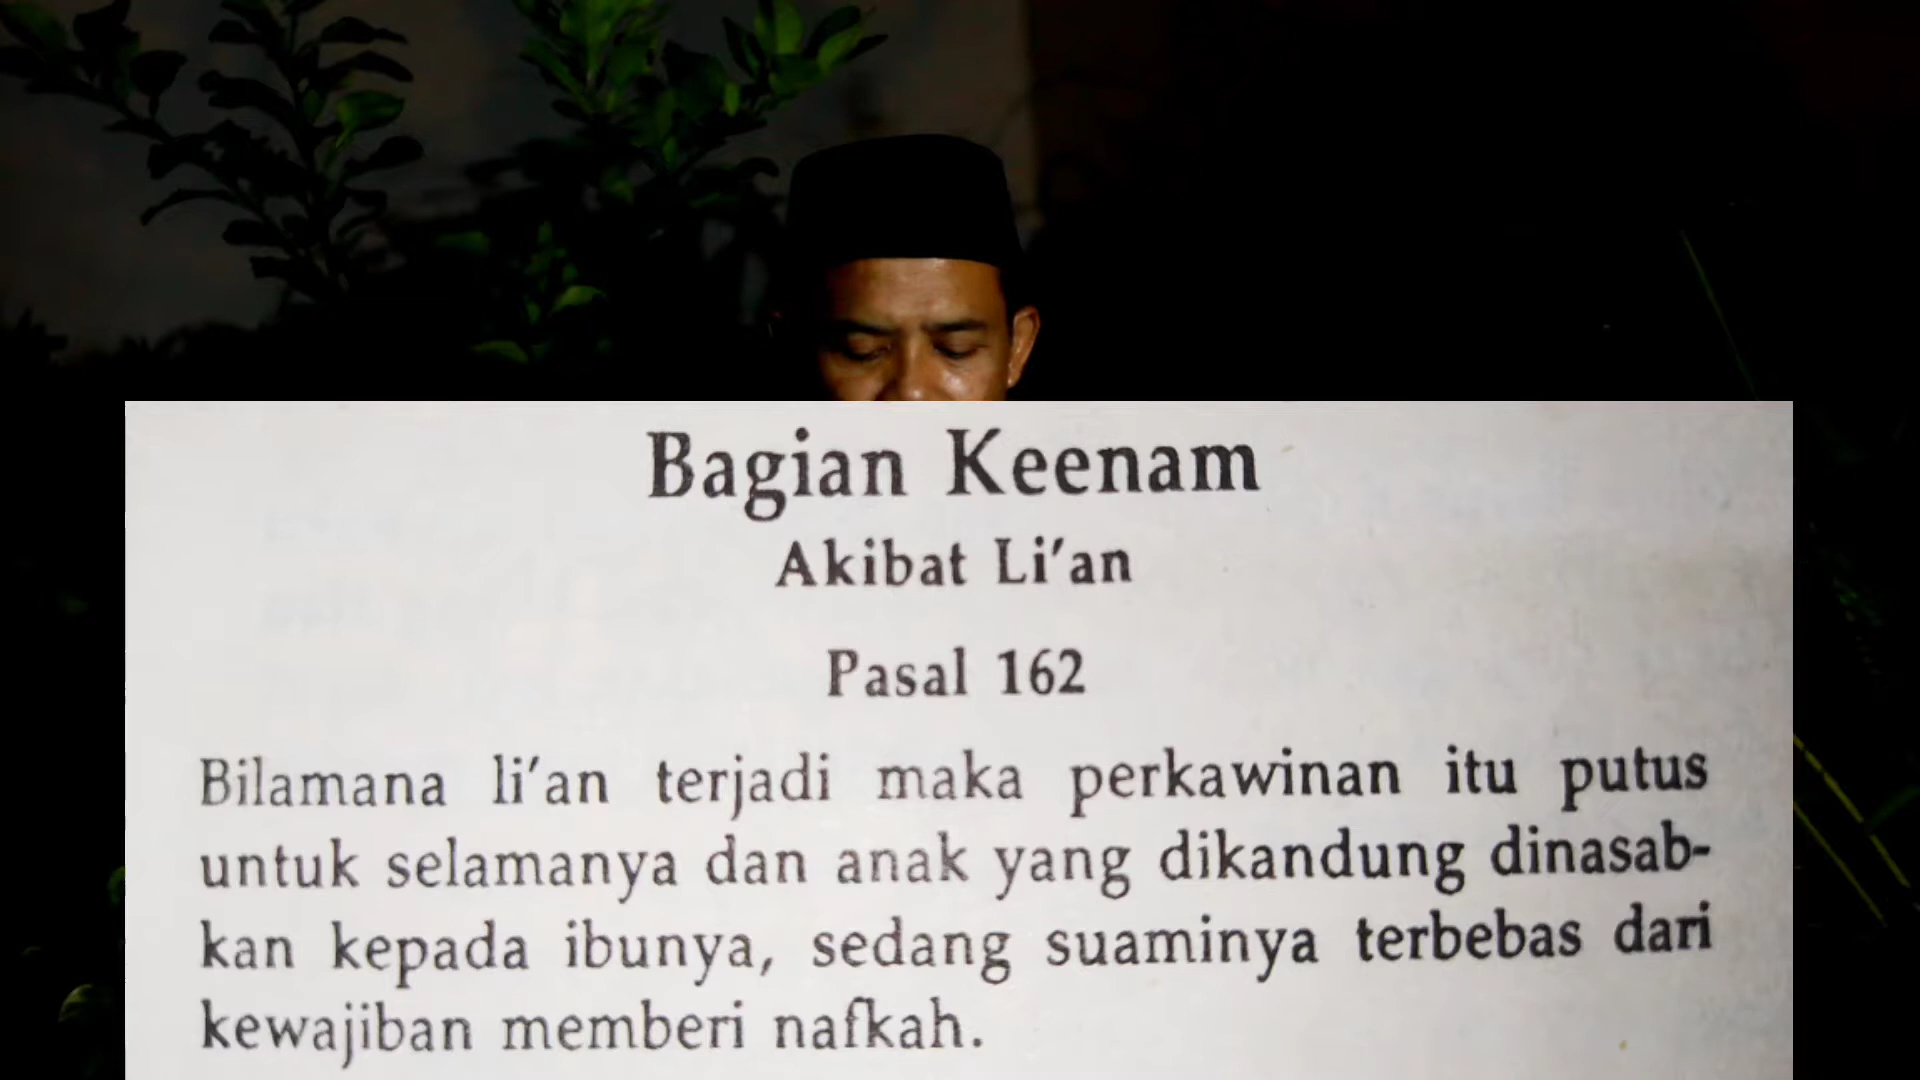 Bagian Keenam
Akibat Li'an
Pasal 162
Bilamana li'an terjadi maka perkawinan itu putus
untuk selamanya dan anak yang dikandung dinasab-
kan kepada ibunya, sedang suaminya terbebas dari
kewajiban memberi nafkah.